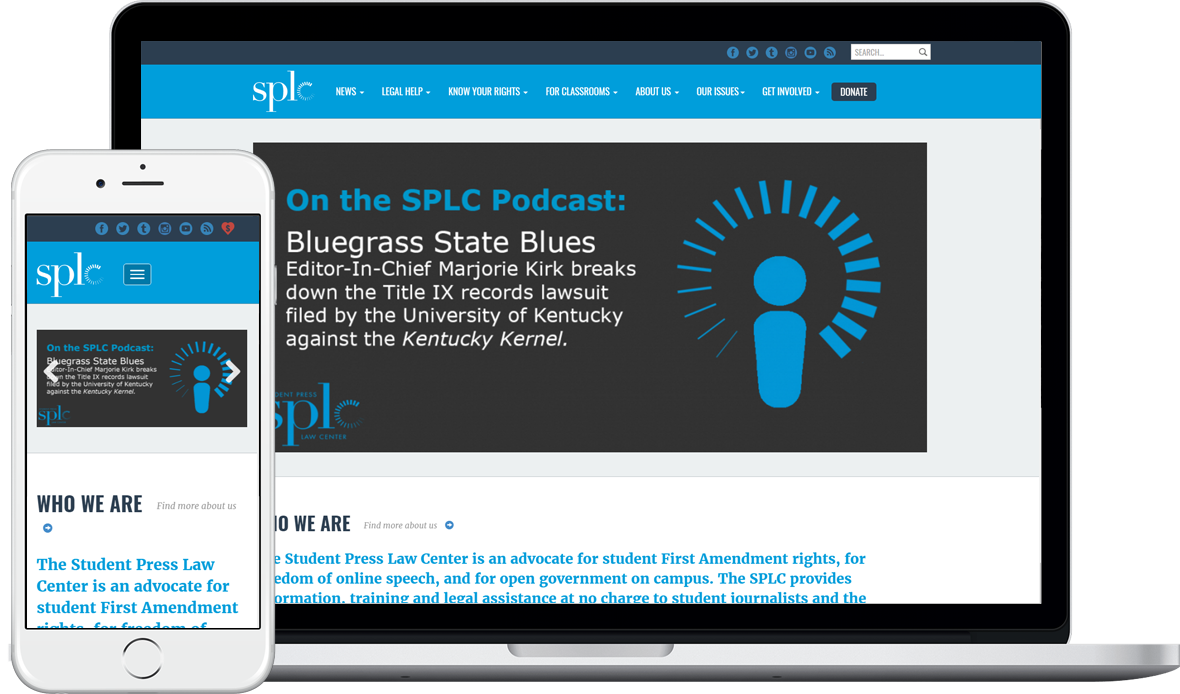 SEARCH...
splc
NEWS
LEGAL HELP
KNOW YOUR RIGHTS
FOR CLASSROOMS
ABOUT US
OUR ISSUES
GET INVOLVED
DONATE
On the SPLC Podcast:
Bluegrass State Blues
Editor-In-Chief Marjorie Kirk breaks
down the Title IX records lawsuit
filed by the University of Kentucky
against the Kentucky Kernel.
DENT PRESS
splc
LAW CENTER
O WE ARE
Find more about us
e Student Press Law Center is an advocate for student First Amendment rights, for
edom of online speech, and for open government on campus. The SPLC provides
ormation, training and legal assistance at no charge to student journalists and the
splc
On the SPLC Podcast:
Bluegrass State Blues
Editor-In-Chief Marjorie Kirk breaks
down the Title IX records lawsuit
filed by the University of Kentucky
against the Kentucky Kernel.
splc
WHO WE ARE
Find more about us
The Student Press Law
Center is an advocate for
student First Amendment
rights, for freedom of